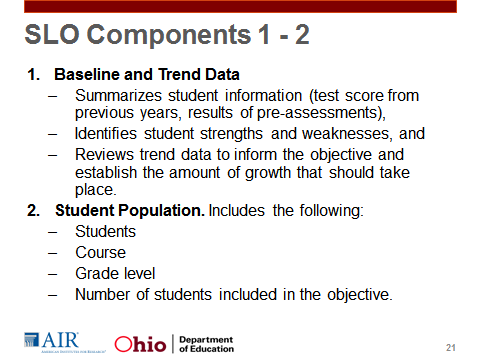 SLO Components 1 - 2
1. Baseline and Trend Data
– Summarizes student information (test score from
previous years, results of pre-assessments),
– Identifies student strengths and weaknesses, and
– Reviews trend data to inform the objective and
establish the amount of growth that should take
place.
2. Student Population. Includes the following:
– Students
– Course
– Grade level
– Number of students included in the objective.
AIR
AMERICAN INSTITUTES FOR RESEARCH
Ohio
Department
of Education
21